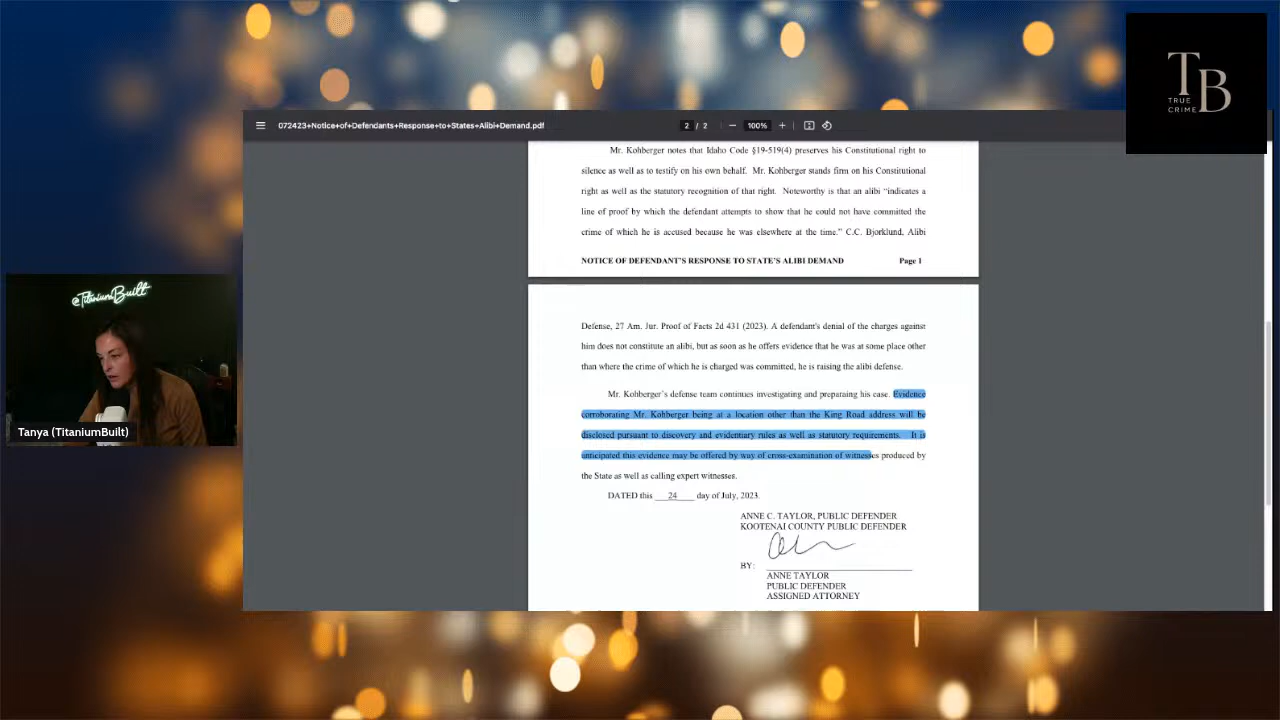 TB
TRUE
CRIME
072423+Notice+of+Defendants+Response+to+States+Alibi+Demand.pdf
2 / 2
100%
Mr. Kohberger notes that Idaho Code §19-519(4) preserves his Constitutional right to
silence as well as to testify on his own behalf. Mr. Kohberger stands firm on his Constitutional
right as well as the statutory recognition of that right. Noteworthy is that an alibi “indicates a
line of proof by which the defendant attempts to show that he could not have committed the
crime of which he is accused because he was elsewhere at the time.” C.C. Bjorklund, Alibi
NOTICE OF DEFENDANT'S RESPONSE TO STATE'S ALIBI DEMAND Page 1
Defense, 27 Am. Jur. Proof of Facts 2d 431 (2023). A defendant's denial of the charges against
him does not constitute an alibi, but as soon as he offers evidence that he was at some place other
than where the crime of which he is charged was committed, he is raising the alibi defense.
Mr. Kohberger's defense team continues investigating and preparaing his case. Evidence
corroborating Mr. Kohberger being at a location other than the King Road address will be
disclosed pursuant to discovery and evidentiary rules as well as statutory requirements. It is
anticipated this evidence may be offered by way of cross-examination of witnesses produced by
the State as well as calling expert witnesses.
DATED this 24 day of July, 2023.
ANNE C. TAYLOR, PUBLIC DEFENDER
KOOTENAI COUNTY PUBLIC DEFENDER
BY:
ANNE TAYLOR
PUBLIC DEFENDER
ASSIGNED ATTORNEY
@TitaniumBuilt
Tanya (TitaniumBuilt)